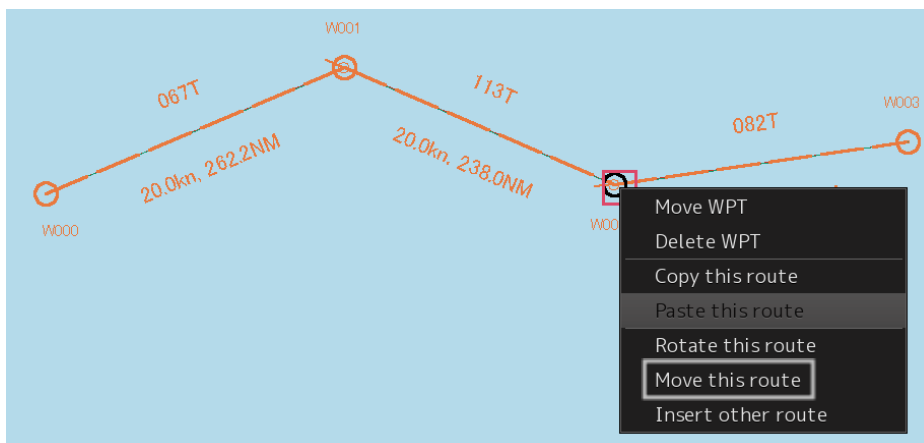 W001
067T
113T
W003
082T
20.0kn, 262.2NM
20.0kn, 238.0NM
W000
Move WPT
Delete WPT
Copy this route
Paste this route
Rotate this route
Move this route
Insert other route